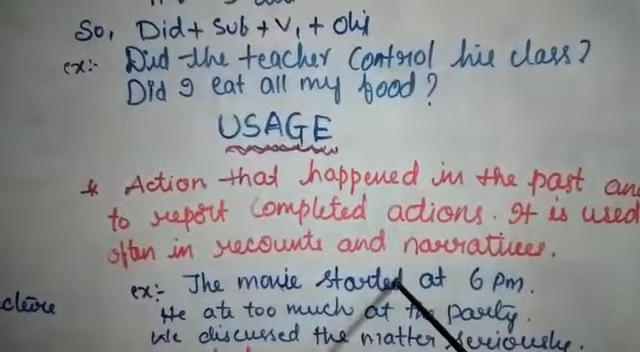 So, Did + Sub + V₁ + Obj
ex:- Did the teacher Control his class?
Did I eat all my food?
USAGE
* Action that happened in the past and
to report Completed actions. It is used
often in recounts and narratives.
ex:- The movie started at 6 pm.
He ate too much at the party.
We discussed the matter seriously.